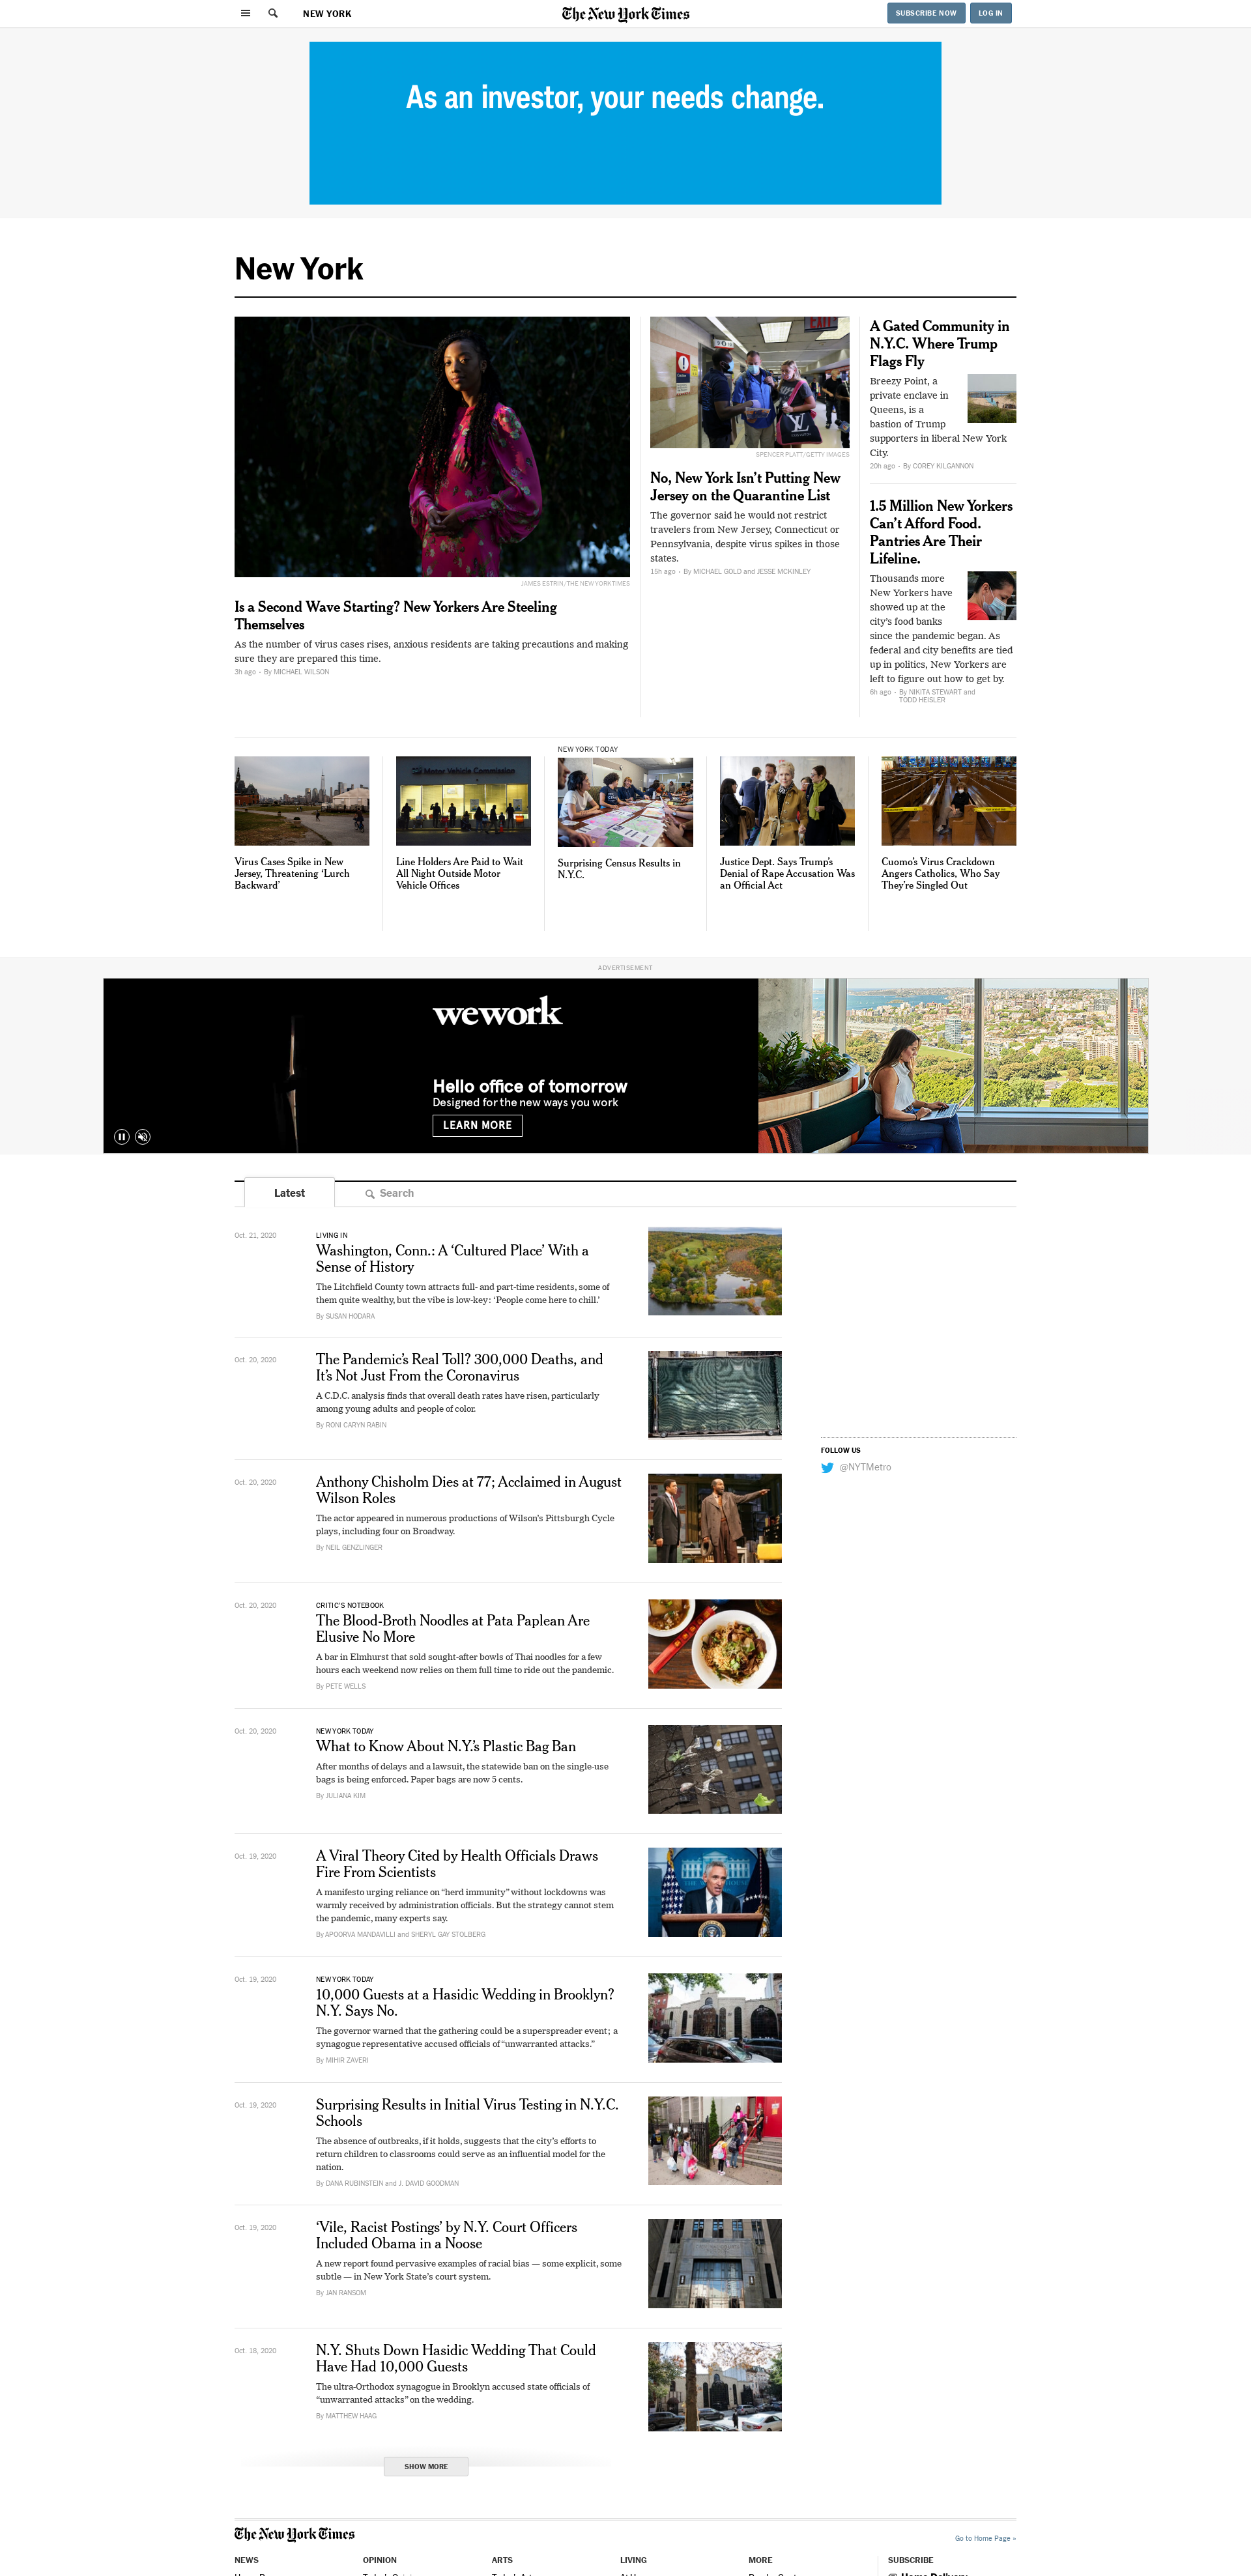 NEW YORK
The New York Times
SUBSCRIBE NOW
LOG IN
As an investor, your needs change.
New York
JAMES ESTRIN/THE NEW YORK TIMES
Is a Second Wave Starting? New Yorkers Are Steeling
Themselves
As the number of virus cases rises, anxious residents are taking precautions and making
sure they are prepared this time.
3h ago • By MICHAEL WILSON
EXIT
SPENCER PLATT/GETTY IMAGES
No, New York Isn’t Putting New
Jersey on the Quarantine List
The governor said he would not restrict
travelers from New Jersey, Connecticut or
Pennsylvania, despite virus spikes in those
states.
15h ago • By MICHAEL GOLD and JESSE MCKINLEY
A Gated Community in
N.Y.C. Where Trump
Flags Fly
Breezy Point, a
private enclave in
Queens, is a
bastion of Trump
supporters in liberal New York
City.
20h ago • By COREY KILGANNON
1.5 Million New Yorkers
Can’t Afford Food.
Pantries Are Their
Lifeline.
Thousands more
New Yorkers have
showed up at the
city’s food banks
since the pandemic began. As
federal and city benefits are tied
up in politics, New Yorkers are
left to figure out how to get by.
6h ago • By NIKITA STEWART and
TODD HEISLER
Virus Cases Spike in New
Jersey, Threatening ‘Lurch
Backward’
Motor Vehicle Commission
Line Holders Are Paid to Wait
All Night Outside Motor
Vehicle Offices
NEW YORK TODAY
Surprising Census Results in
N.Y.C.
Justice Dept. Says Trump’s
Denial of Rape Accusation Was
an Official Act
Cuomo’s Virus Crackdown
Angers Catholics, Who Say
They’re Singled Out
ADVERTISEMENT
wework
Hello office of tomorrow
Designed for the new ways you work
LEARN MORE
Latest
Search
Oct. 21, 2020
LIVING IN
Washington, Conn.: A ‘Cultured Place’ With a
Sense of History
The Litchfield County town attracts full- and part-time residents, some of
them quite wealthy, but the vibe is low-key: ‘People come here to chill.’
By SUSAN HODARA
Oct. 20, 2020
The Pandemic’s Real Toll? 300,000 Deaths, and
It’s Not Just From the Coronavirus
A C.D.C. analysis finds that overall death rates have risen, particularly
among young adults and people of color.
By RONI CARYN RABIN
FOLLOW US
@NYTMetro
Oct. 20, 2020
Anthony Chisholm Dies at 77; Acclaimed in August
Wilson Roles
The actor appeared in numerous productions of Wilson’s Pittsburgh Cycle
plays, including four on Broadway.
By NEIL GENZLINGER
Oct. 20, 2020
CRITIC’S NOTEBOOK
The Blood-Broth Noodles at Pata Paplean Are
Elusive No More
A bar in Elmhurst that sold sought-after bowls of Thai noodles for a few
hours each weekend now relies on them full time to ride out the pandemic.
By PETE WELLS
Oct. 20, 2020
NEW YORK TODAY
What to Know About N.Y.’s Plastic Bag Ban
After months of delays and a lawsuit, the statewide ban on the single-use
bags is being enforced. Paper bags are now 5 cents.
By JULIANA KIM
Oct. 19, 2020
A Viral Theory Cited by Health Officials Draws
Fire From Scientists
A manifesto urging reliance on “herd immunity” without lockdowns was
warmly received by administration officials. But the strategy cannot stem
the pandemic, many experts say.
By APOORVA MANDAVILLI and SHERYL GAY STOLBERG
Oct. 19, 2020
NEW YORK TODAY
10,000 Guests at a Hasidic Wedding in Brooklyn?
N.Y. Says No.
The governor warned that the gathering could be a superspreader event; a
synagogue representative accused officials of “unwarranted attacks.”
By MIHIR ZAVERI
Oct. 19, 2020
Surprising Results in Initial Virus Testing in N.Y.C.
Schools
The absence of outbreaks, if it holds, suggests that the city’s efforts to
return children to classrooms could serve as an influential model for the
nation.
By DANA RUBINSTEIN and J. DAVID GOODMAN
Oct. 19, 2020
‘Vile, Racist Postings’ by N.Y. Court Officers
Included Obama in a Noose
A new report found pervasive examples of racial bias — some explicit, some
subtle — in New York State’s court system.
By JAN RANSOM
Oct. 18, 2020
N.Y. Shuts Down Hasidic Wedding That Could
Have Had 10,000 Guests
The ultra-Orthodox synagogue in Brooklyn accused state officials of
“unwarranted attacks” on the wedding.
By MATTHEW HAAG
SHOW MORE
The New York Times
Go to Home Page »
NEWS
OPINION
ARTS
LIVING
MORE
SUBSCRIBE